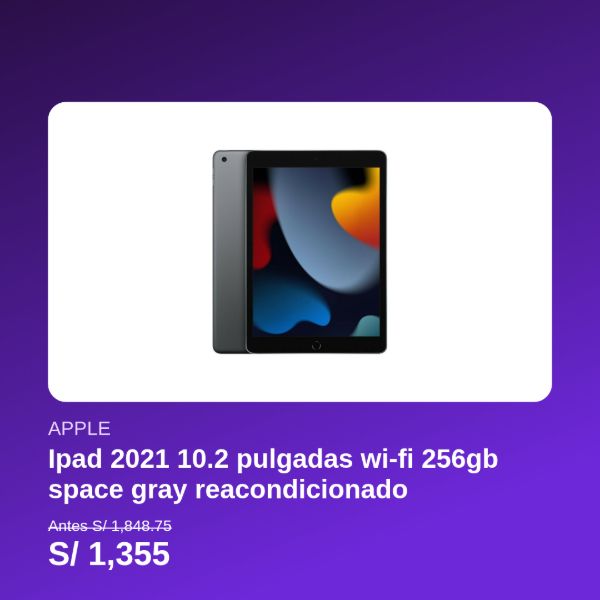 APPLE
Ipad 2021 10.2 pulgadas wi-fi 256gb
space gray reacondicionado
Antes S/ 1,848.75
S/ 1,355